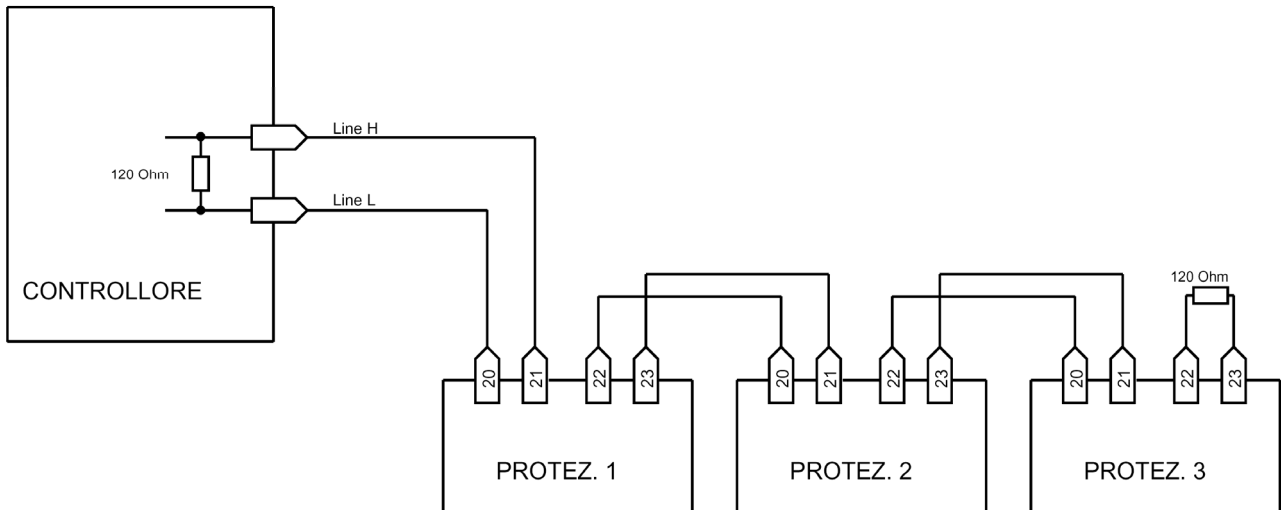 Line H
120 Ohm
Line L
CONTROLLORE
120 Ohm
20 21 22 23
20 21 22 23
20 21 22 23
PROTEZ. 1
PROTEZ. 2
PROTEZ. 3